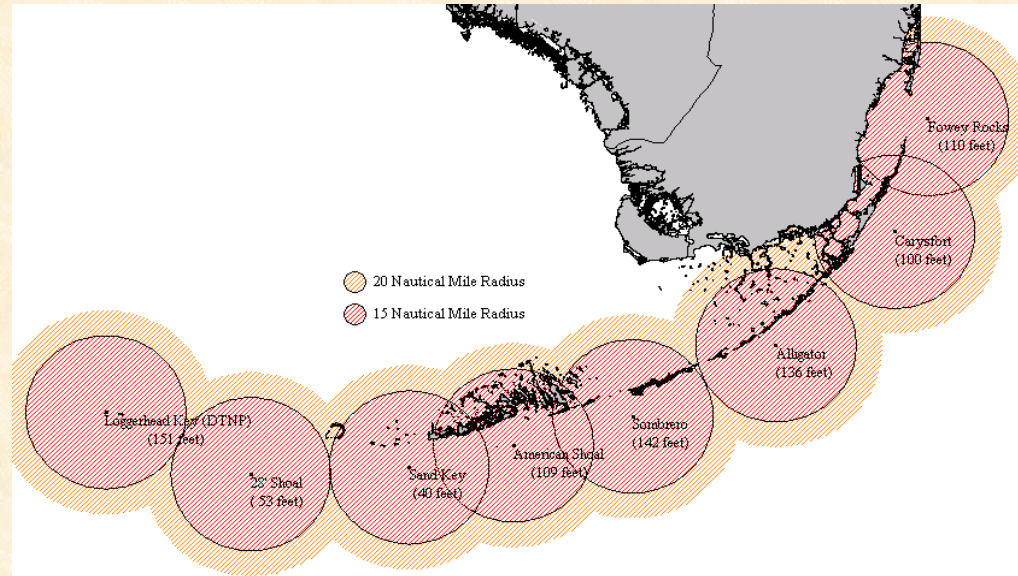 Fowey Rocks
(110 feet)
Carysfort
(100 feet)
20 Nautical Mile Radius
15 Nautical Mile Radius
Alligator
(136 feet)
Loggerhead Key (DTNP)
(151 feet)
Sombrero
(142 feet)
American Shoal
(109 feet)
Sand Key
(40 feet)
28' Shoal
( 53 feet)